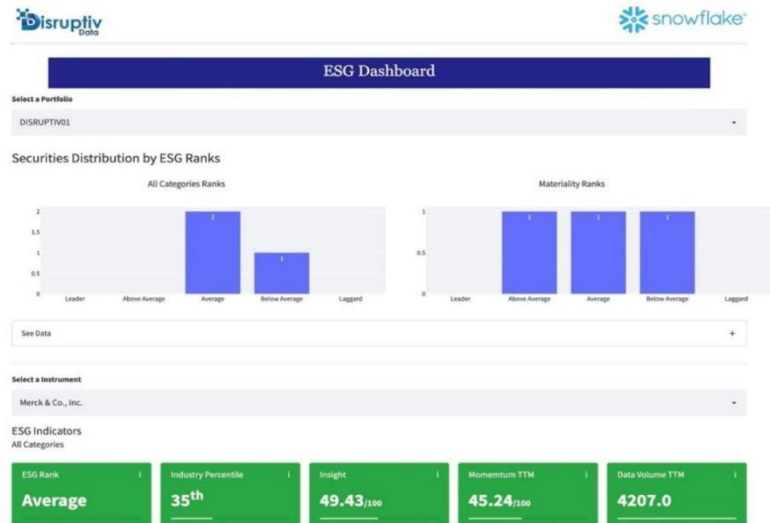 Disruptiv
Data
snowflake®
ESG Dashboard
Select a Portfolio
DISRUPTIV01
Securities Distribution by ESG Ranks
All Categories Ranks
Materiality Ranks
2
1.5
1
0.5
0
2
1
Leader
Above Average
Average
Below Average
Laggard
1
0.5
0
1
1
1
Leader
Above Average
Average
Below Average
Laggard
See Data +
Select a Instrument
Merck & Co., Inc.
ESG Indicators
All Categories
ESG Rank i
Average
Industry Percentile i
35th
Insight i
49.43/100
Momemtum TTM i
45.24/100
Data Volume TTM i
4207.0